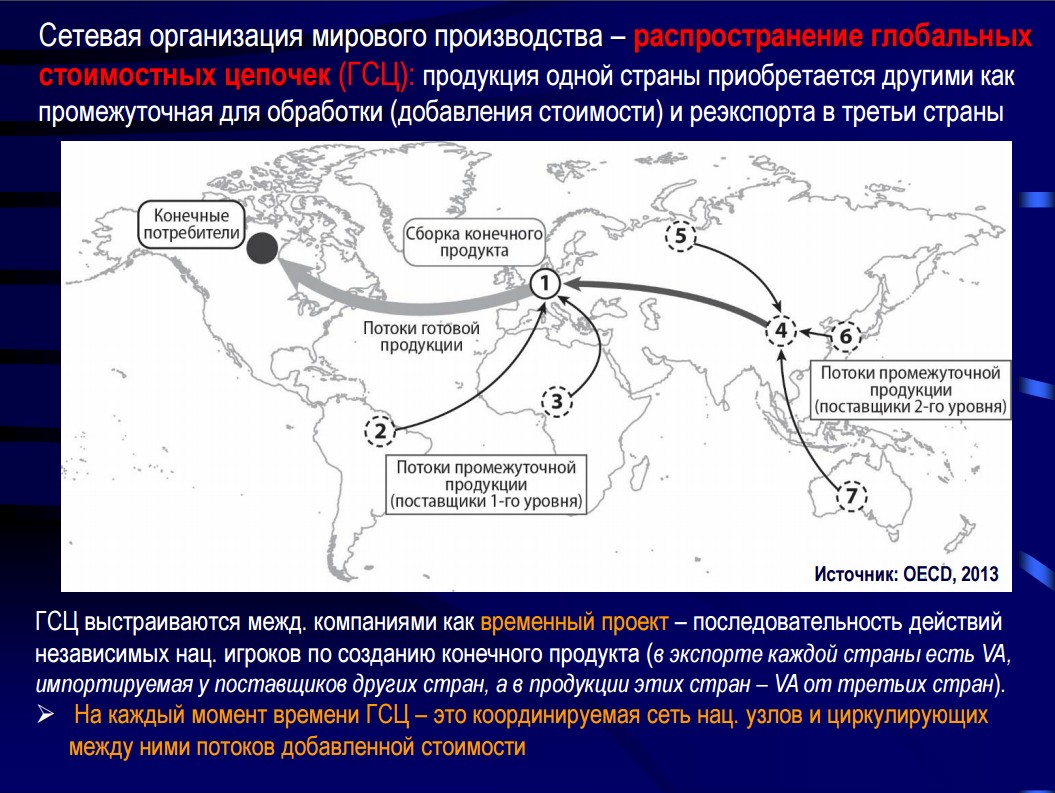 Сетевая организация мирового производства – распространение глобальных
стоимостных цепочек (ГСЦ): продукция одной страны приобретается другими как
промежуточная для обработки (добавления стоимости) и реэкспорта в третьи страны
Конечные
потребители
Сборка конечного
продукта
5
1
Потоки готовой
продукции
4
6
Потоки промежуточной
продукции
(поставщики 2-го уровня)
3
2
Потоки промежуточной
продукции
(поставщики 1-го уровня)
7
Источник: OECD, 2013
ГСЦ выстраиваются межд. компаниями как временный проект – последовательность действий
независимых нац. игроков по созданию конечного продукта (в экспорте каждой страны есть VA,
импортируемая у поставщиков других стран, а в продукции этих стран – VA от третьих стран).
➢ На каждый момент времени ГСЦ – это координируемая сеть нац. узлов и циркулирующих
между ними потоков добавленной стоимости